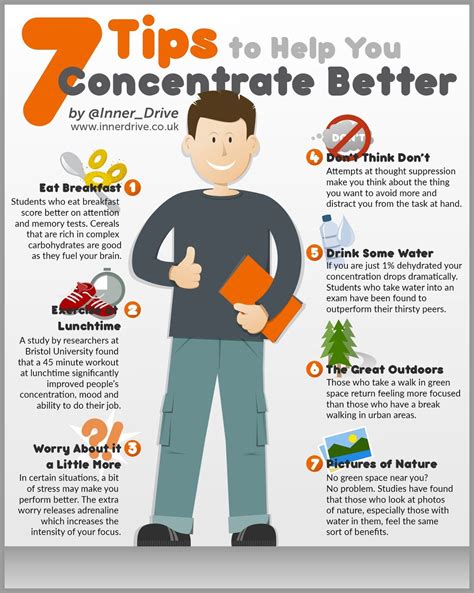 7 Tips to Help You
Concentrate Better
by @Inner_Drive
www.innerdrive.co.uk
Eat Breakfast 1
Students who eat breakfast
score better on attention
and memory tests. Cereals
that are rich in complex
carbohydrates are good
as they fuel your brain.
Exercise at 2
Lunchtime
A study by researchers at
Bristol University found
that a 45 minute workout
at lunchtime significantly
improved people's
concentration, mood and
ability to do their job.
Worry About it 3
a Little More
In certain situations, a bit
of stress may make you
perform better. The extra
worry releases adrenaline
which increases the
intensity of your focus.
DON'T
4 Don't Think Don't
Attempts at thought suppression
make you think about the thing
you want to avoid more and
distract you from the task at hand.
5 Drink Some Water
If you are just 1% dehydrated your
concentration drops dramatically.
Students who take water into an
exam have been found to
outperform their thirsty peers.
6 The Great Outdoors
Those who take a walk in green
space return feeling more focused
than those who have a break
walking in urban areas.
7 Pictures of Nature
No green space near you?
No problem. Studies have found
that those who look at photos
of nature, especially those with
water in them, feel the same
sort of benefits.